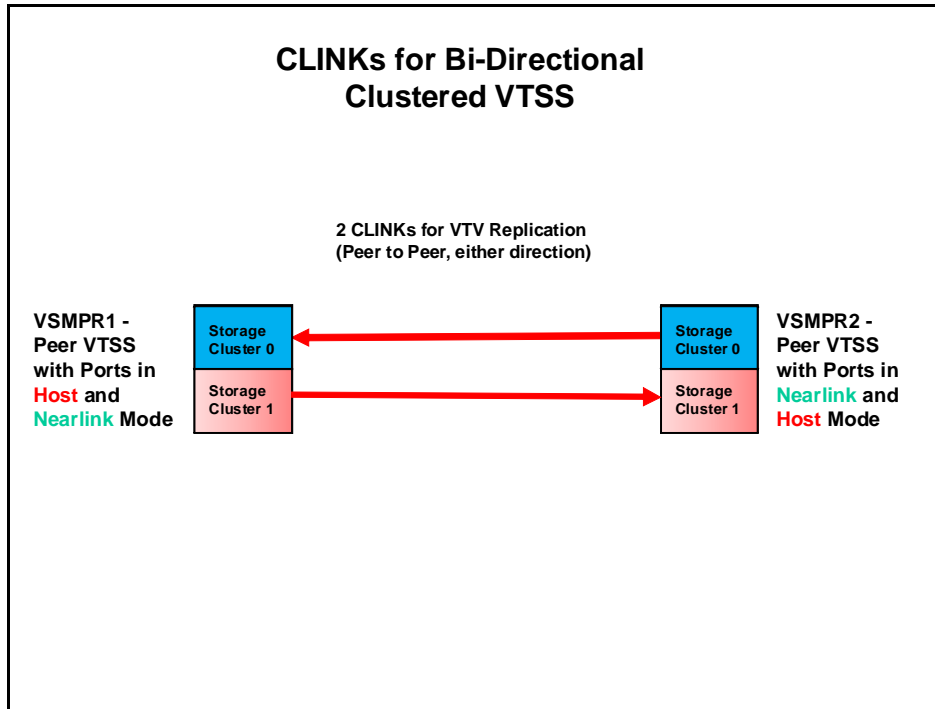 CLINKs for Bi-Directional
Clustered VTSS
2 CLINKs for VTV Replication
(Peer to Peer, either direction)
VSMPR1 -
Peer VTSS
with Ports in
Host and
Nearlink Mode
Storage
Cluster 0
Storage
Cluster 1
Storage
Cluster 0
Storage
Cluster 1
VSMPR2 -
Peer VTSS
with Ports in
Nearlink and
Host Mode